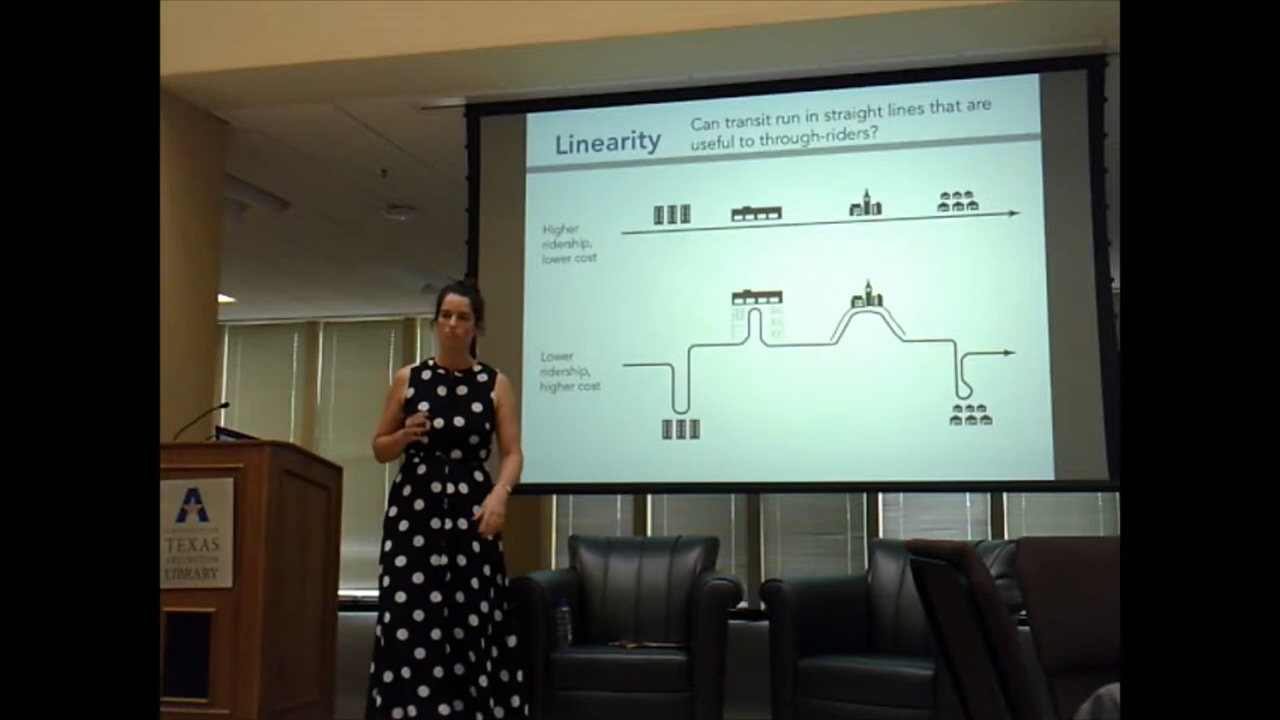 Linearity
Can transit run in straight lines that are
useful to through-riders?
Higher
ridership,
lower cost
Lower
ridership,
higher cost
A
TEXAS
ARLINGTON
LIBRARY